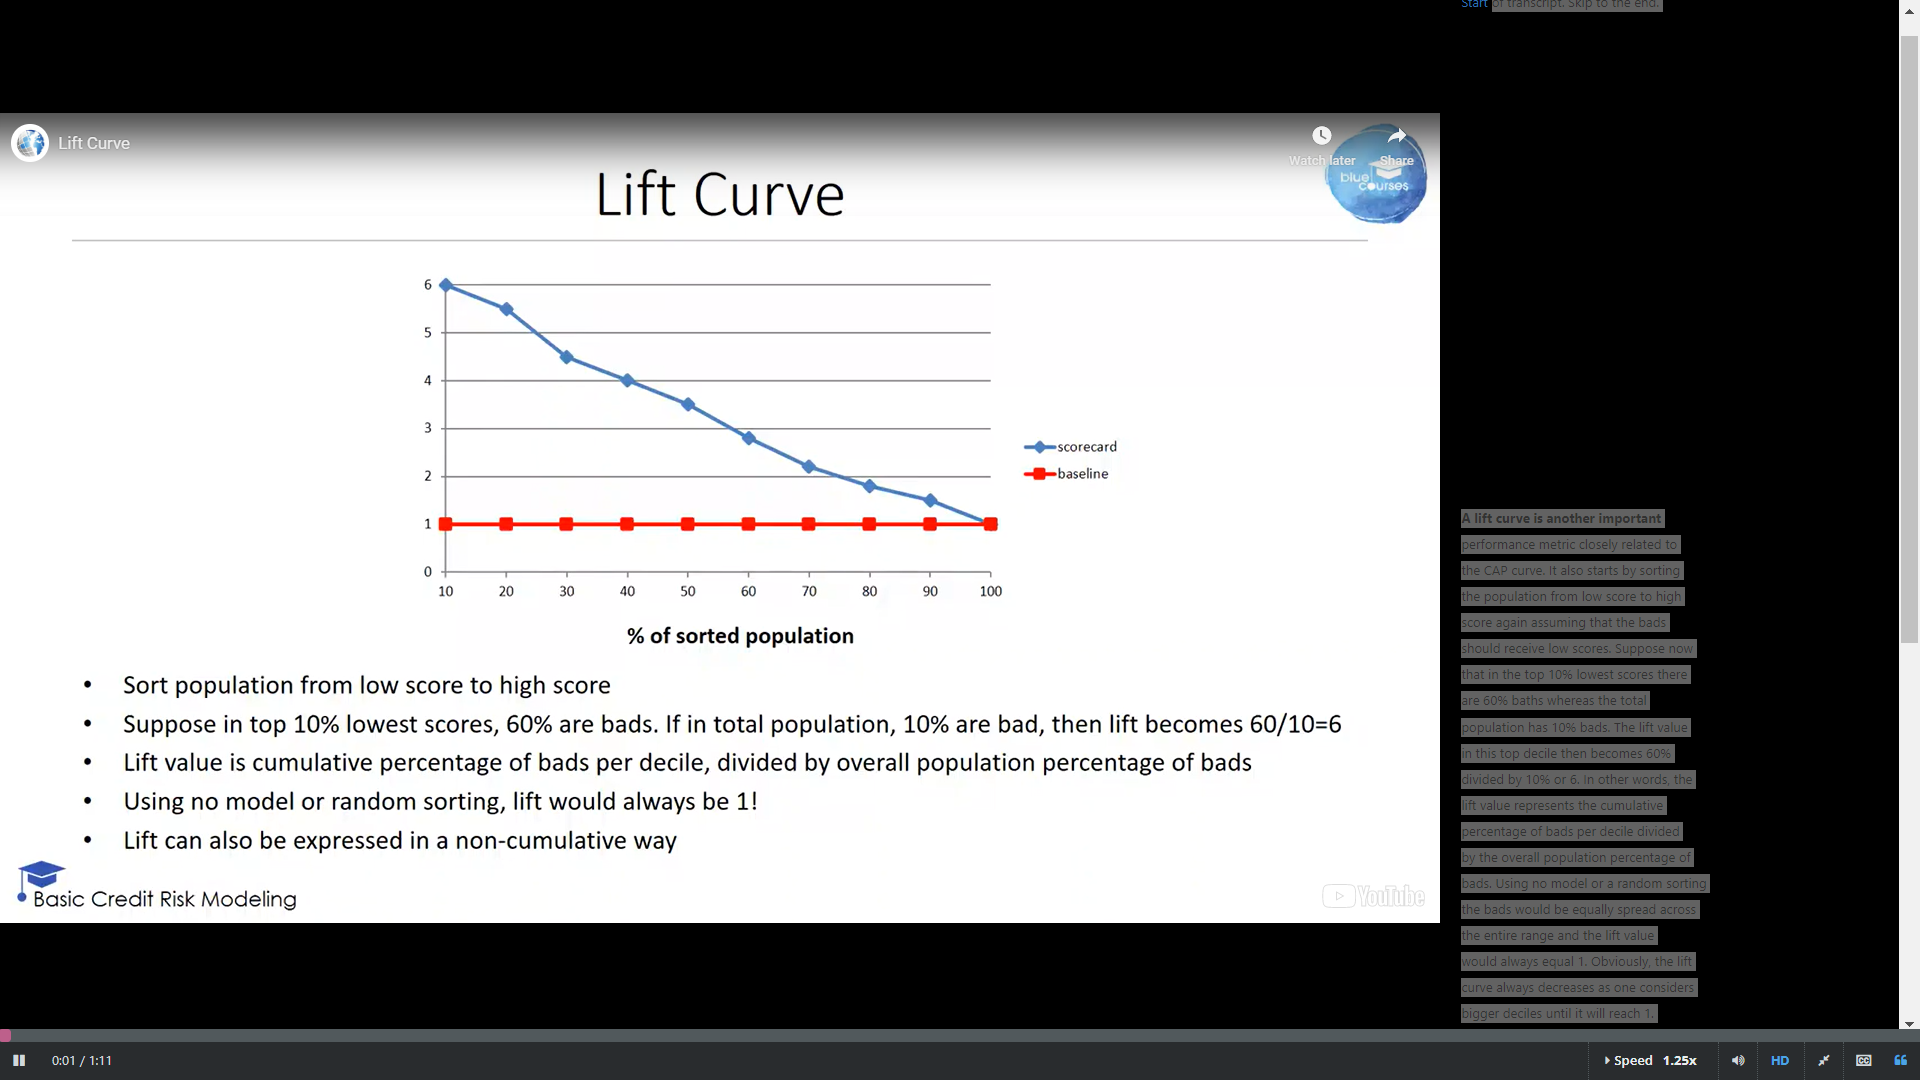 Start of transcript. Skip to the end.
Lift Curve
Watch later
Share
blue
courses
Lift Curve
6
5
4
3
2
1
0
10 20 30 40 50 60 70 80 90 100
scorecard
baseline
% of sorted population
• Sort population from low score to high score
• Suppose in top 10% lowest scores, 60% are bads. If in total population, 10% are bad, then lift becomes 60/10=6
• Lift value is cumulative percentage of bads per decile, divided by overall population percentage of bads
• Using no model or random sorting, lift would always be 1!
• Lift can also be expressed in a non-cumulative way
Basic Credit Risk Modeling
YouTube
A lift curve is another important
performance metric closely related to
the CAP curve. It also starts by sorting
the population from low score to high
score again assuming that the bads
should receive low scores. Suppose now
that in the top 10% lowest scores there
are 60% baths whereas the total
population has 10% bads. The lift value
in this top decile then becomes 60%
divided by 10% or 6. In other words, the
lift value represents the cumulative
percentage of bads per decile divided
by the overall population percentage of
bads. Using no model or a random sorting
the bads would be equally spread across
the entire range and the lift value
would always equal 1. Obviously, the lift
curve always decreases as one considers
bigger deciles until it will reach 1.
0:01 / 1:11
Speed 1.25x
HD
CC